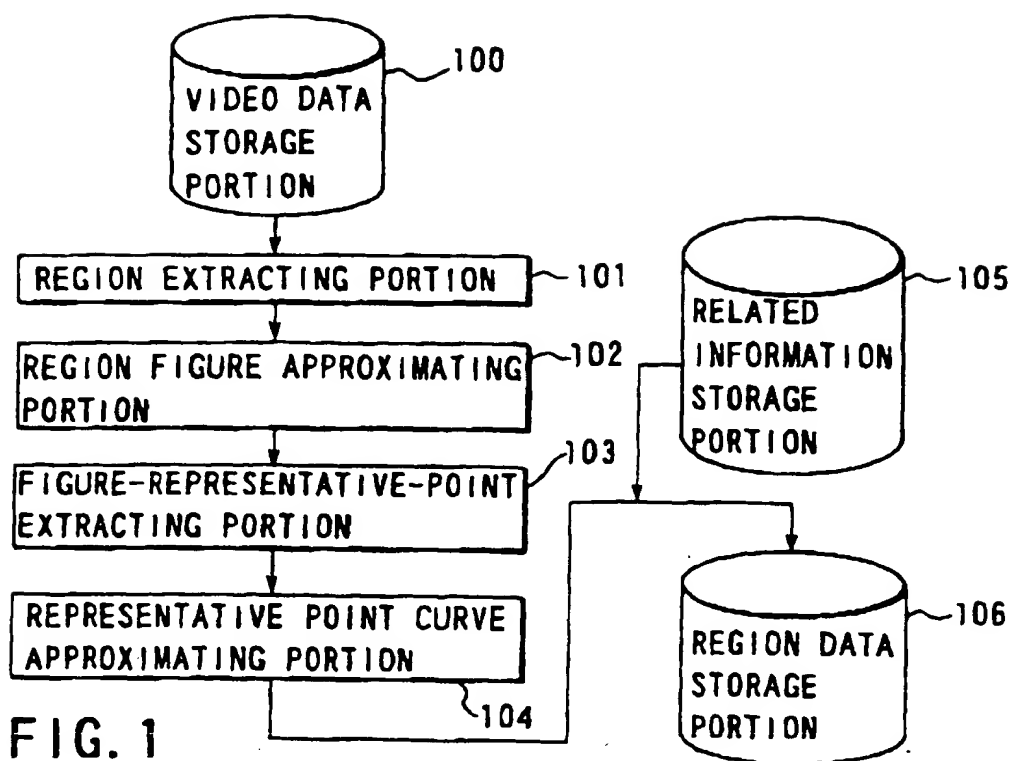 100
VIDEO DATA
STORAGE
PORTION
REGION EXTRACTING PORTION
101
REGION FIGURE APPROXIMATING
PORTION
102
FIGURE-REPRESENTATIVE-POINT
EXTRACTING PORTION
103
REPRESENTATIVE POINT CURVE
APPROXIMATING PORTION
104
RELATED
INFORMATION
STORAGE
PORTION
105
REGION DATA
STORAGE
PORTION
106
FIG. 1